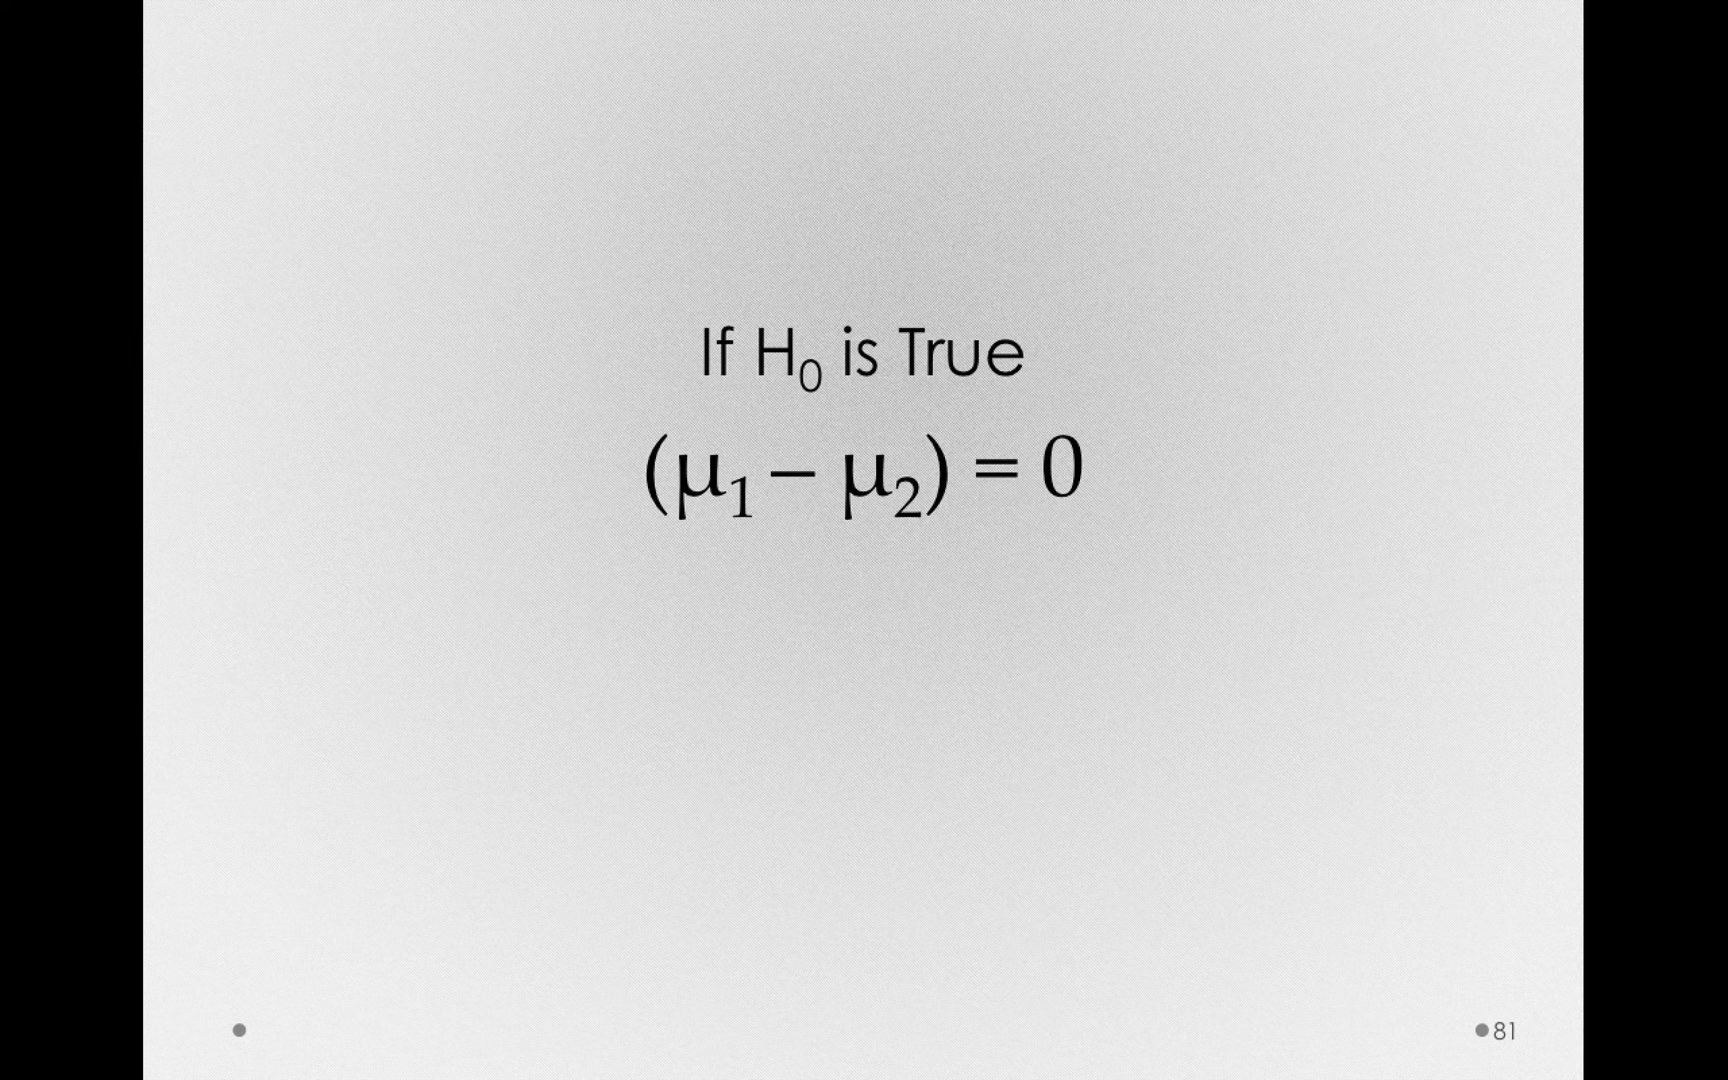 If H₀ is True
(μ₁ – μ₂) = 0
81